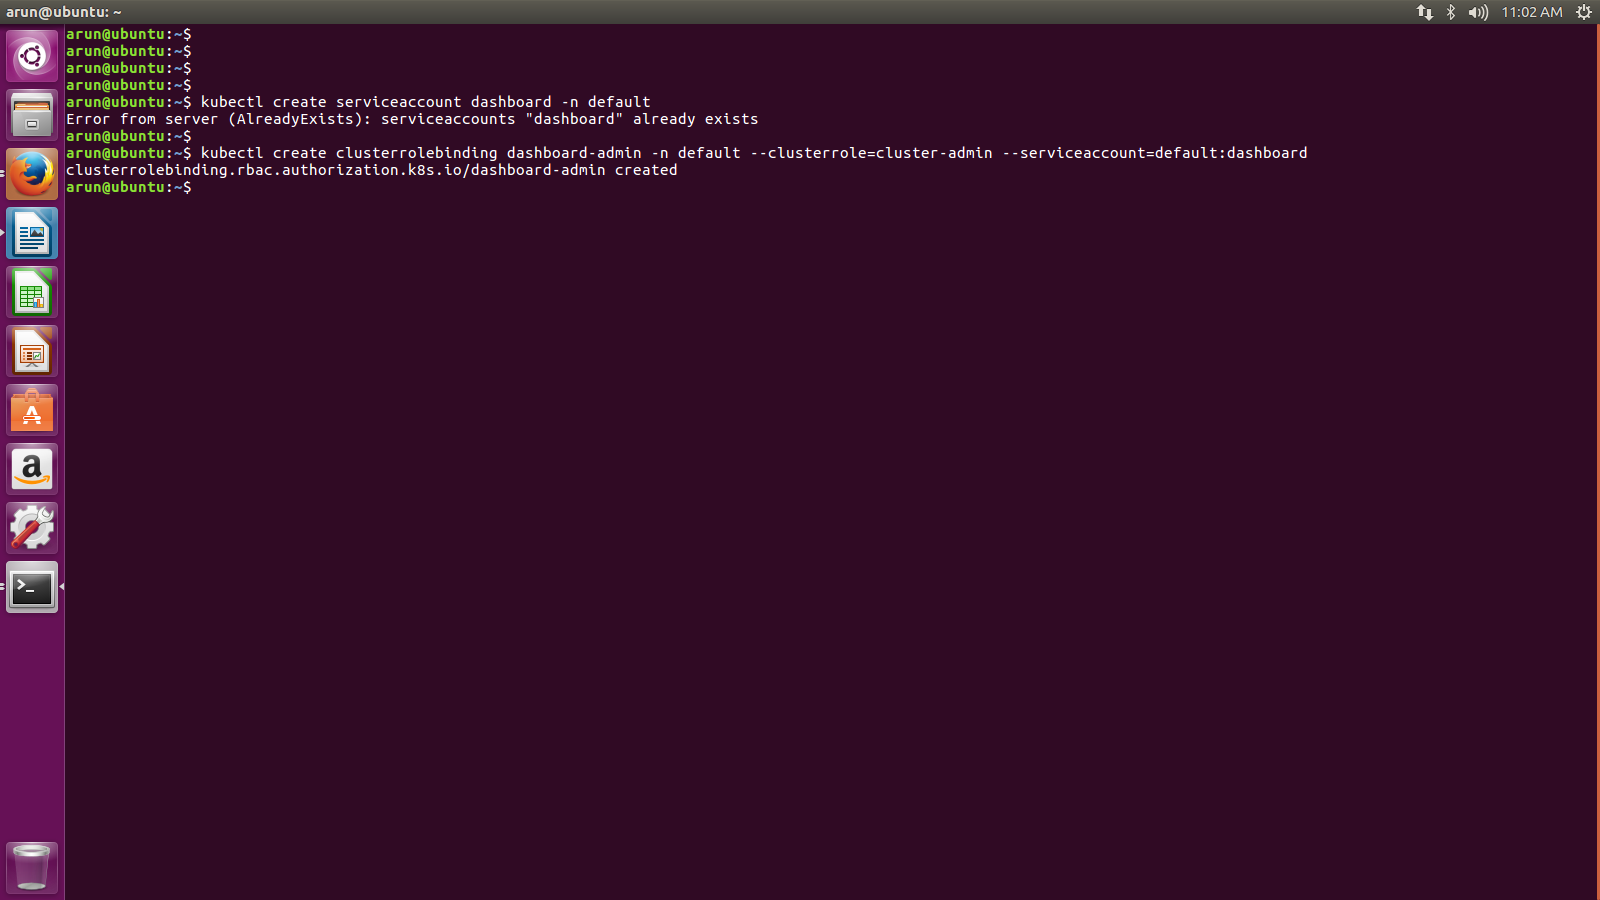 arun@ubuntu: ~
11:02 AM
arun@ubuntu:~$
arun@ubuntu:~$
arun@ubuntu:~$
arun@ubuntu:~$
arun@ubuntu:~$ kubectl create serviceaccount dashboard -n default
Error from server (AlreadyExists): serviceaccounts "dashboard" already exists
arun@ubuntu:~$
arun@ubuntu:~$ kubectl create clusterrolebinding dashboard-admin -n default --clusterrole=cluster-admin --serviceaccount=default:dashboard
clusterrolebinding.rbac.authorization.k8s.io/dashboard-admin created
arun@ubuntu:~$